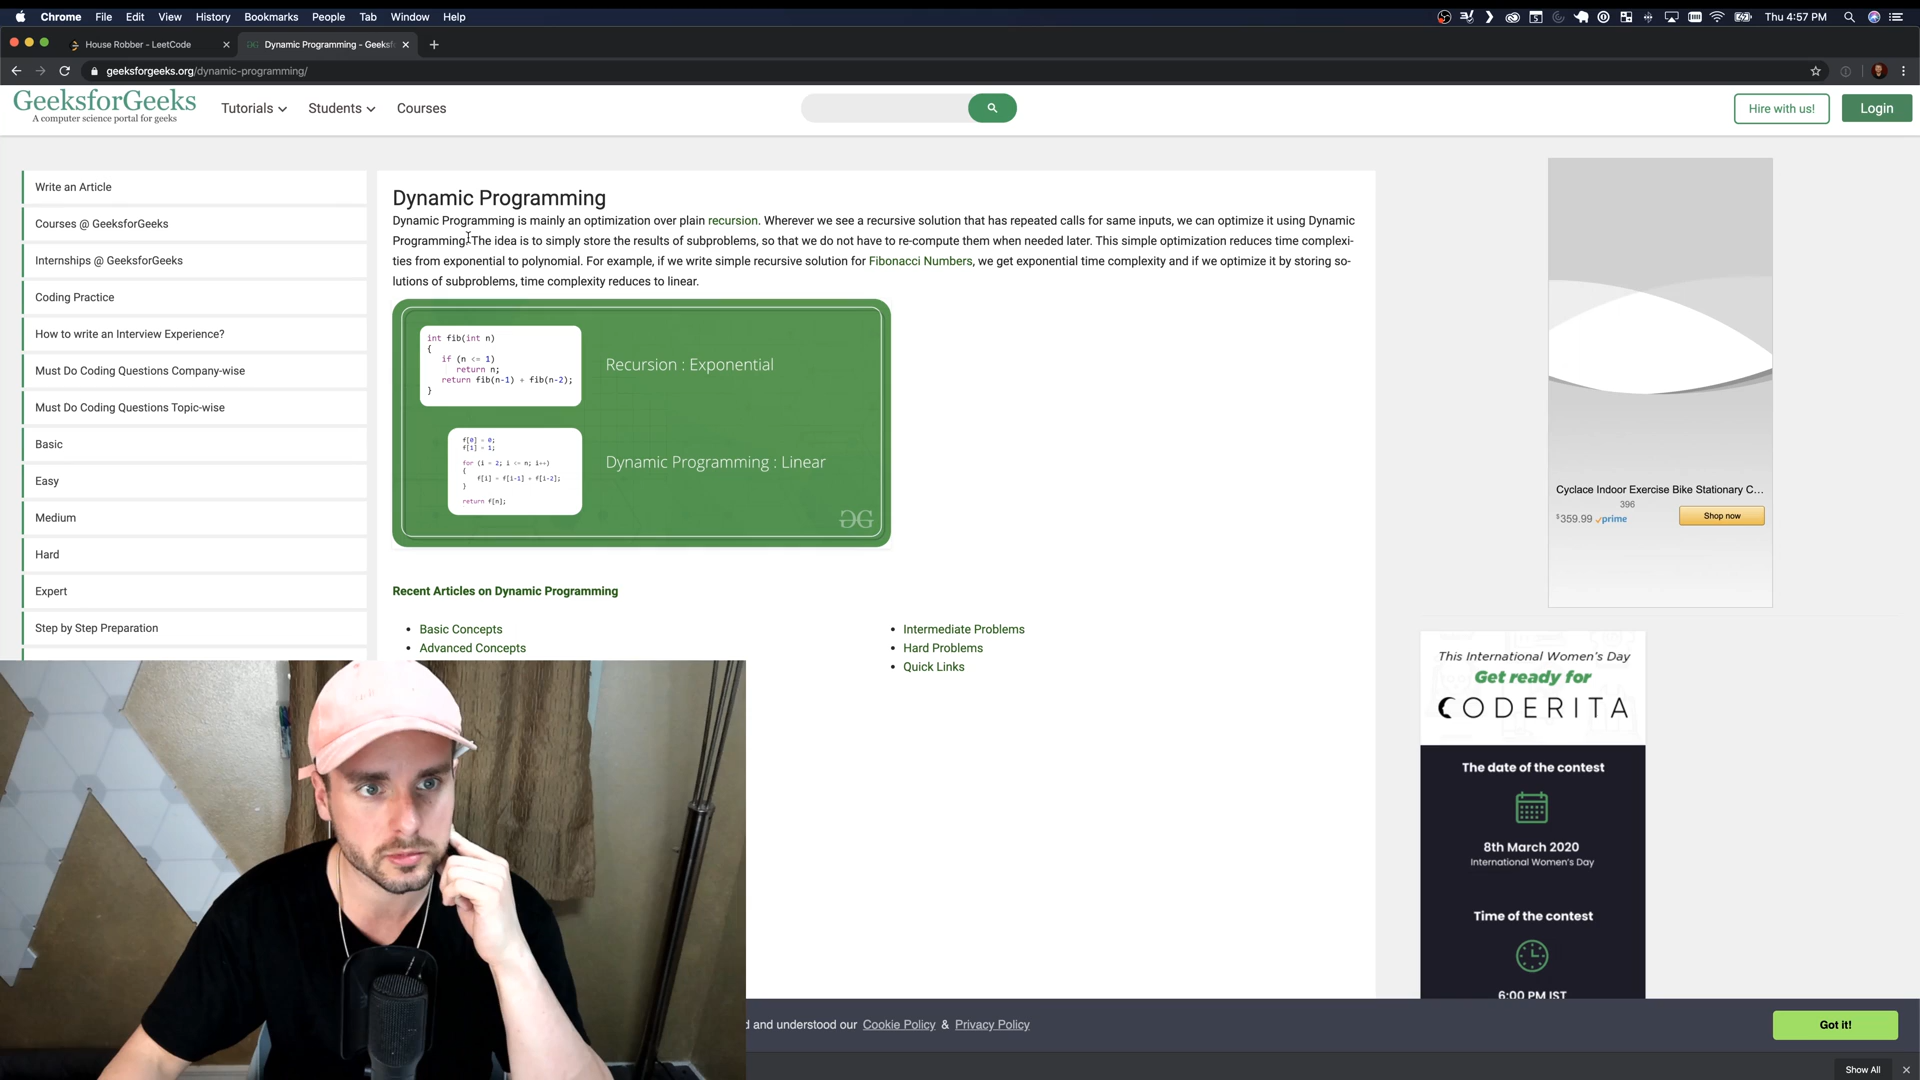 Chrome File Edit View History Bookmarks People Tab Window Help
Thu 4:57 PM
House Robber - LeetCode
Dynamic Programming - Geeksf
geeksforgeeks.org/dynamic-programming/
GeeksforGeeks
A computer science portal for geeks
Tutorials
Students
Courses
Hire with us!
Login
Write an Article
Courses @ GeeksforGeeks
Internships @ GeeksforGeeks
Coding Practice
How to write an Interview Experience?
Must Do Coding Questions Company-wise
Must Do Coding Questions Topic-wise
Basic
Easy
Medium
Hard
Expert
Step by Step Preparation
Dynamic Programming
Dynamic Programming is mainly an optimization over plain recursion. Wherever we see a recursive solution that has repeated calls for same inputs, we can optimize it using Dynamic
Programming. The idea is to simply store the results of subproblems, so that we do not have to re-compute them when needed later. This simple optimization reduces time complexi-
ties from exponential to polynomial. For example, if we write simple recursive solution for Fibonacci Numbers, we get exponential time complexity and if we optimize it by storing so-
lutions of subproblems, time complexity reduces to linear.
int fib(int n)
{
if (n <= 1)
return n;
return fib(n-1) + fib(n-2);
}
Recursion : Exponential
f[0] = 0;
f[1] = 1;
for (i = 2; i <= n; i++)
{
f[i] = f[i-1] + f[i-2];
}
return f[n];
Dynamic Programming : Linear
GG
Recent Articles on Dynamic Programming
Basic Concepts
Advanced Concepts
Intermediate Problems
Hard Problems
Quick Links
Cyclace Indoor Exercise Bike Stationary C...
396
$359.99 prime
Shop now
This International Women's Day
Get ready for
CODERITA
The date of the contest
8th March 2020
International Women's Day
Time of the contest
6:00 PM IST
d and understood our Cookie Policy & Privacy Policy
Got it!
Show All